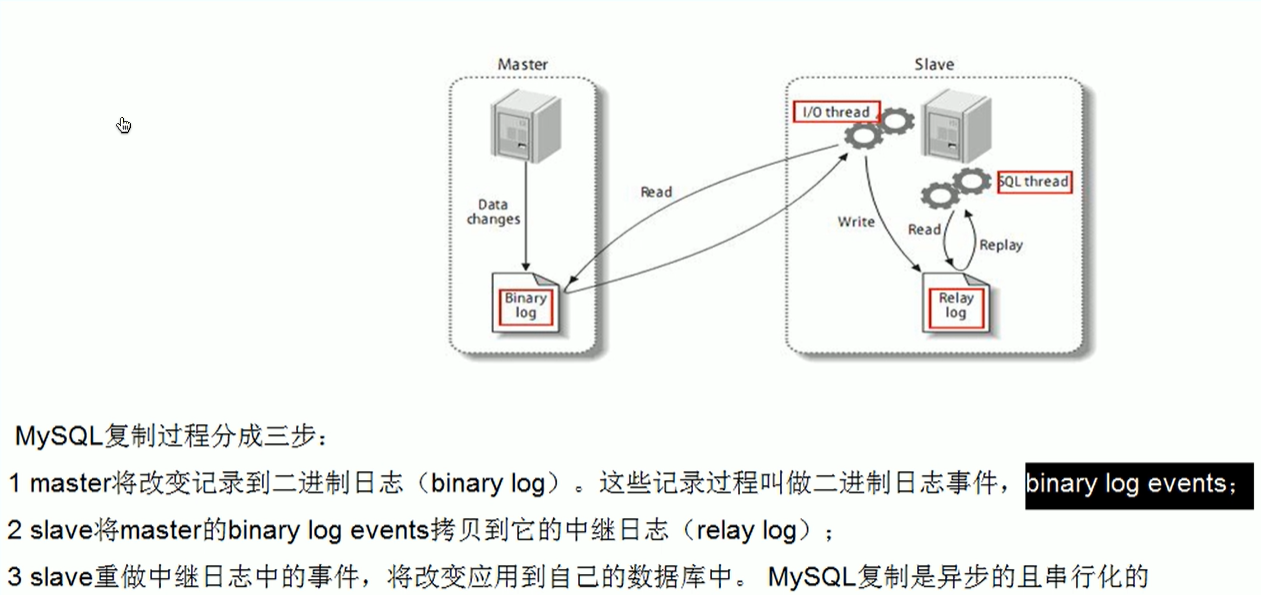 Master
Slave
I/O thread
SQL thread
Data
changes
Read
Write
Read
Replay
Binary
log
Relay
log
MySQL复制过程分成三步：
1 master将改变记录到二进制日志（binary log）。这些记录过程叫做二进制日志事件，binary log events；
2 slave将master的binary log events拷贝到它的中继日志（relay log）；
3 slave重做中继日志中的事件，将改变应用到自己的数据库中。 MySQL复制是异步的且串行化的